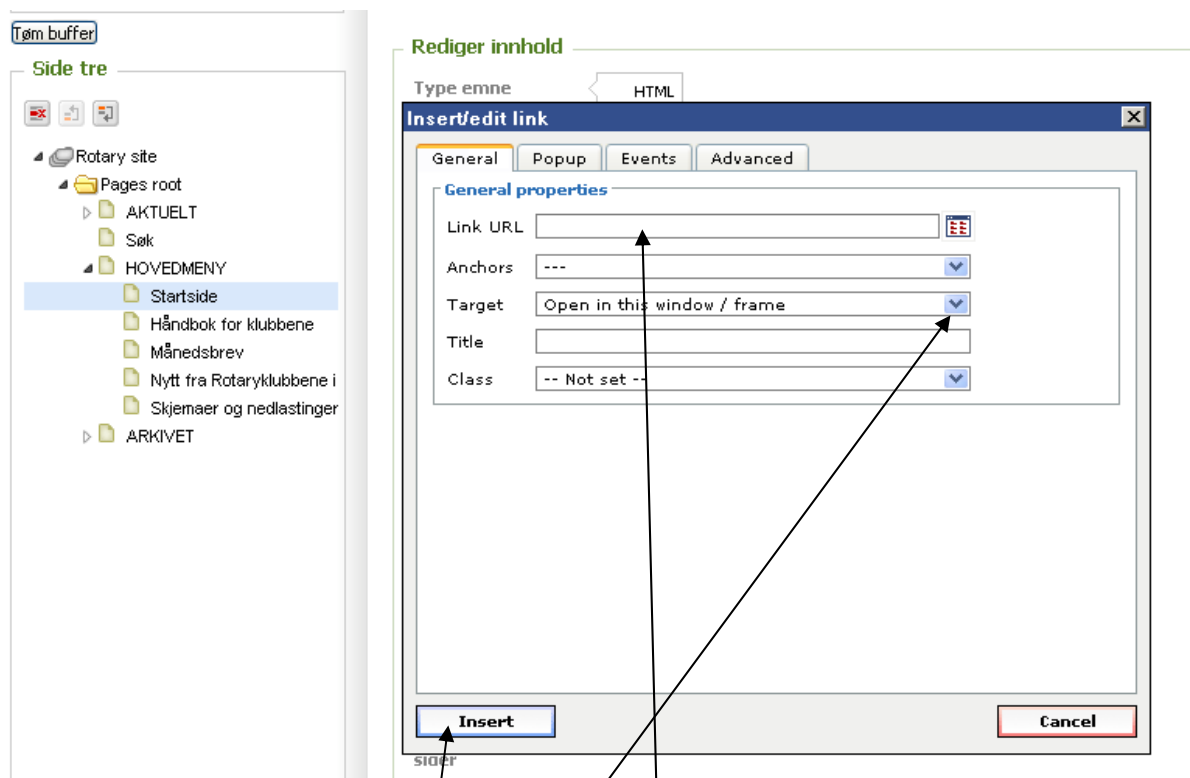 Tøm buffer
Side tre
Rotary site
Pages root
AKTUELT
Søk
HOVEDMENY
Startside
Håndbok for klubbene
Månedsbrev
Nytt fra Rotaryklubbene i
Skjemaer og nedlastinger
ARKIVET
Rediger innhold
Type emne
HTML
Insert/edit link
General Popup Events Advanced
General properties
Link URL
Anchors ---
Target Open in this window / frame
Title
Class -- Not set --
Insert Cancel
sider